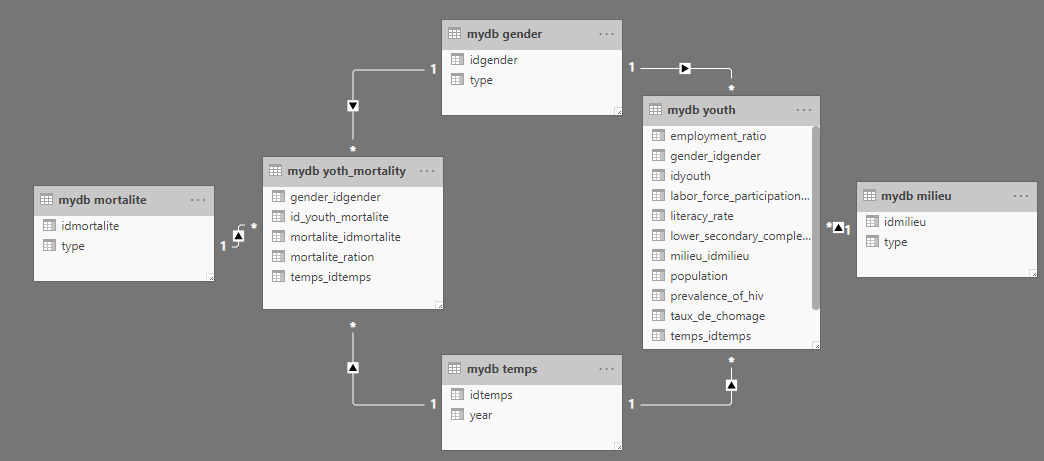 mydb gender
idgender
type
1
1
*
*
mydb youth
employment_ratio
gender_idgender
idyouth
labor_force_participation...
literacy_rate
lower_secondary_comple...
milieu_idmilieu
population
prevalence_of_hiv
taux_de_chomage
temps_idtemps
mydb yoth_mortality
gender_idgender
id_youth_mortalite
mortalite_idmortalite
mortalite_ration
temps_idtemps
mydb mortalite
idmortalite
type
1
*
mydb milieu
idmilieu
type
*
1
*
*
mydb temps
idtemps
year
1
1